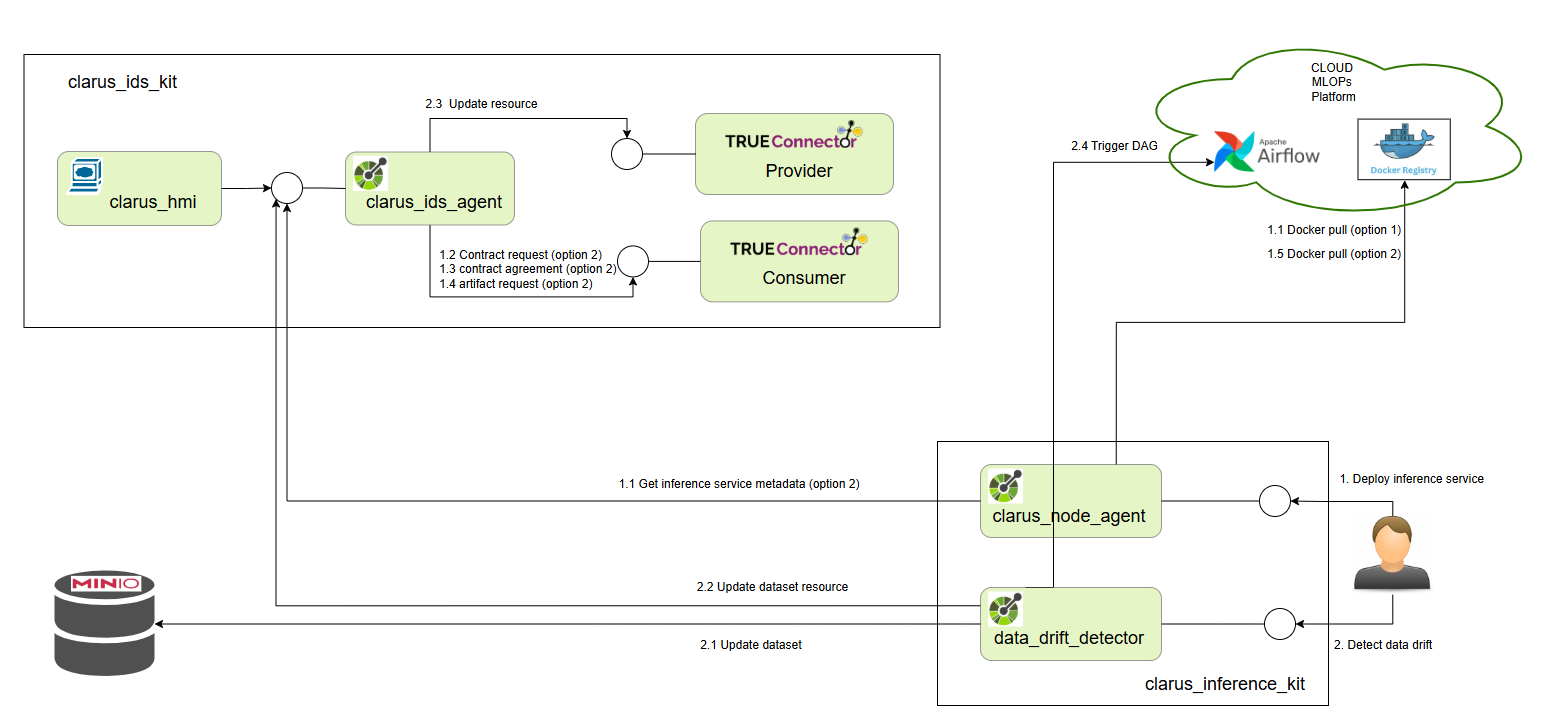 clarus_ids_kit
2.3 Update resource
TRUEConnector
Provider
clarus_hmi
clarus_ids_agent
1.2 Contract request (option 2)
1.3 contract agreement (option 2)
1.4 artifact request (option 2)
TRUEConnector
Consumer
CLOUD
MLOPs
Platform
2.4 Trigger DAG
Apache
Airflow
Docker Registry
1.1 Docker pull (option 1)
1.5 Docker pull (option 2)
1.1 Get inference service metadata (option 2)
clarus_node_agent
1. Deploy inference service
MINIO
2.2 Update dataset resource
2.1 Update dataset
data_drift_detector
2. Detect data drift
clarus_inference_kit